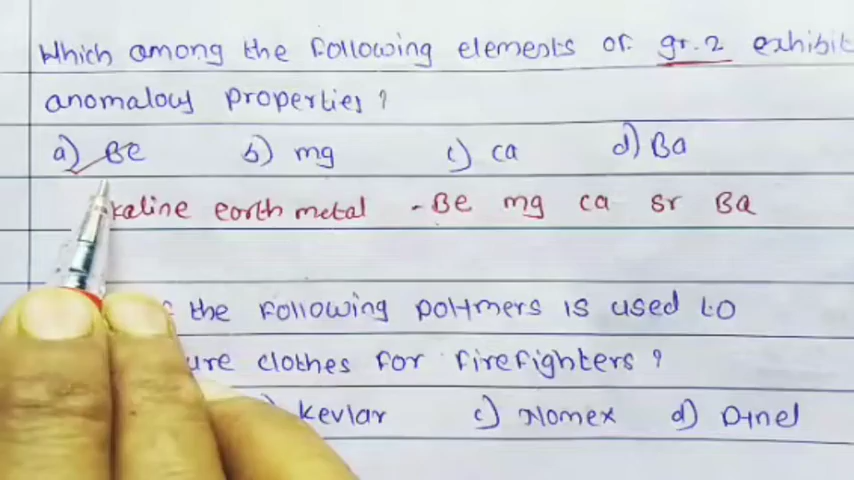 Which among the Following elements oF gr.2 exhibit
anomalous properties?
a) Be b) mg c) ca d) Ba
kaline earth metal - Be mg ca sr Ba
the Following polymers is used to
ure clothes For Firefighters?
) kevlar c) Nomex d) Dynel